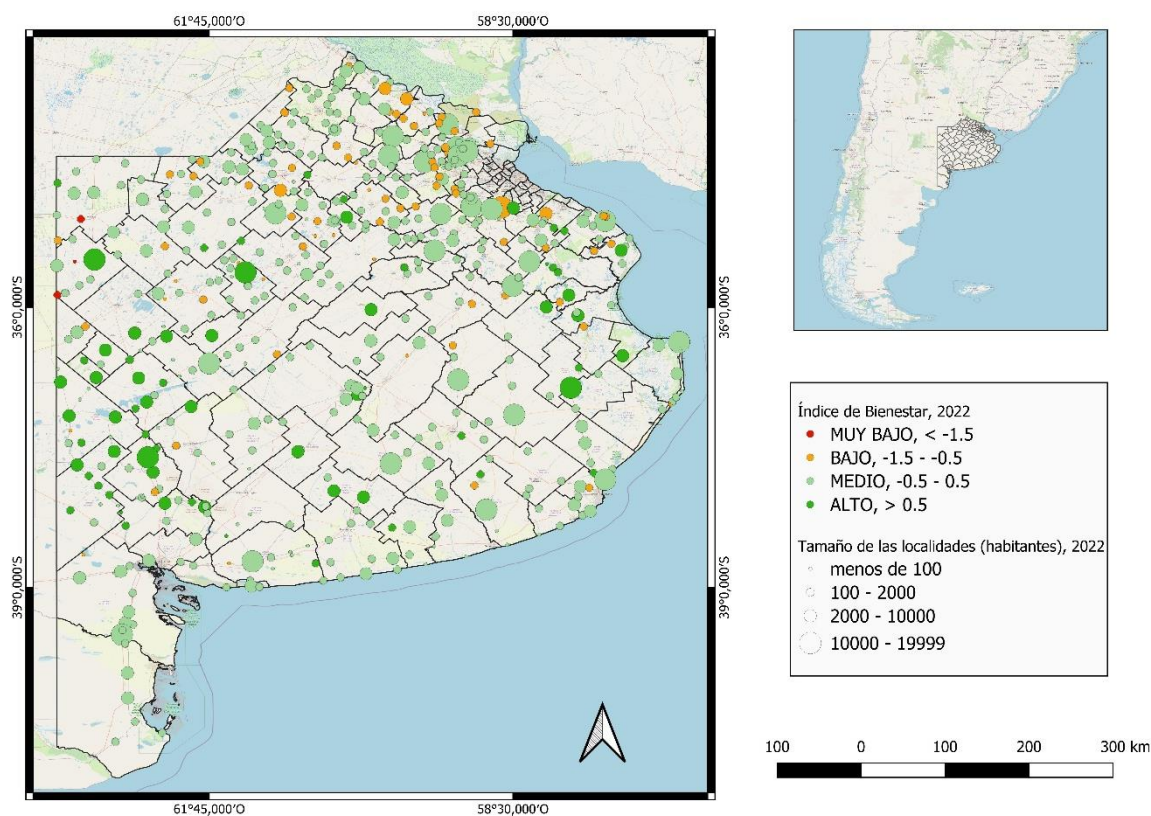 61°45,000′O 58°30,000′O
36°0,000′S 36°0,000′S
39°0,000′S 39°0,000′S
61°45,000′O 58°30,000′O
Índice de Bienestar, 2022
MUY BAJO, < -1.5
BAJO, -1.5 - -0.5
MEDIO, -0.5 - 0.5
ALTO, > 0.5
Tamaño de las localidades (habitantes), 2022
menos de 100
100 - 2000
2000 - 10000
10000 - 19999
100 0 100 200 300 km